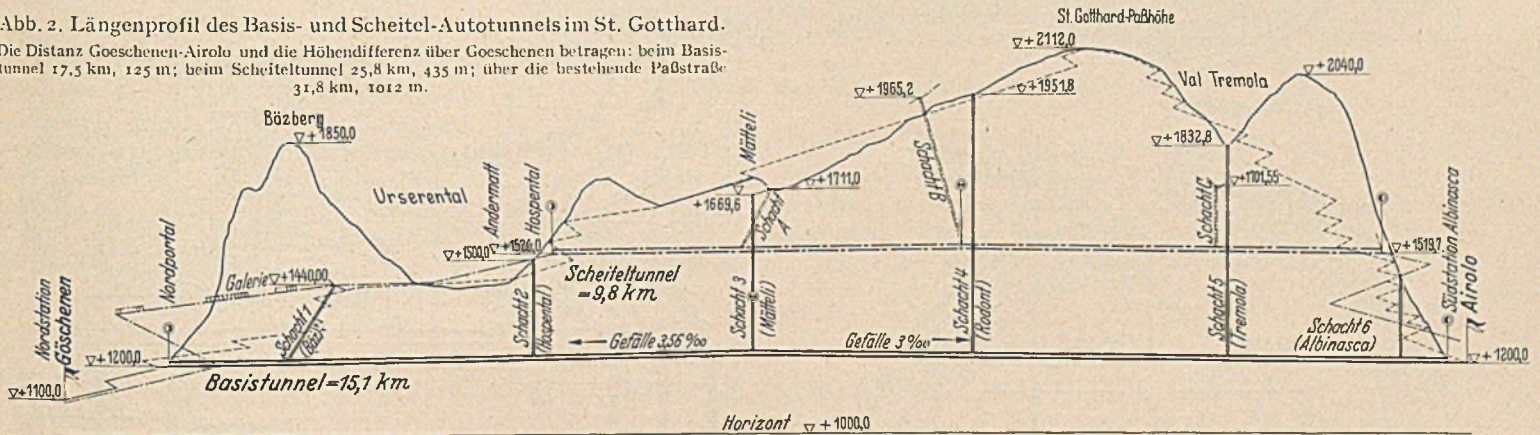 Abb. 2. Längenprofil des Basis- und Scheitel-Autotunnels im St. Gotthard.
Die Distanz Goeschenen-Airolo und die Höhendifferenz über Goeschenen betragen: beim Basis-
tunnel 17,5 km, 125 m; beim Scheiteltunnel 25,8 km, 435 m; über die bestehende Paßstraße
31,8 km, 1012 m.
St. Gotthard-Paßhöhe
+2112,0
Val Tremola
+2040,0
+1965,2
+1951,8
Bäzberg
+1850,0
+1832,8
Mätteli
+1711,0
+1701,55
Schacht B
Schacht C
Urserental
Andermatt
Hospental
+1669,6
Schacht A
+1500,0
+1520,0
+1519,7
Nordportal
Galerie +1440,00
Scheiteltunnel
=9,8 km
Nordstation
Göschenen
Schacht 1
(Bäz)
Schacht 2
(Hospental)
Schacht 3
(Mätteli)
Schacht 4
(Rodont)
Schacht 5
(Tremola)
Schacht 6
(Albinasca)
Südstation Albinasca
Airolo
Gefälle 3,56 ‰
Gefälle 3 ‰
+1200,0
+1200,0
+1100,0
Basistunnel=15,1 km
Horizont +1000,0